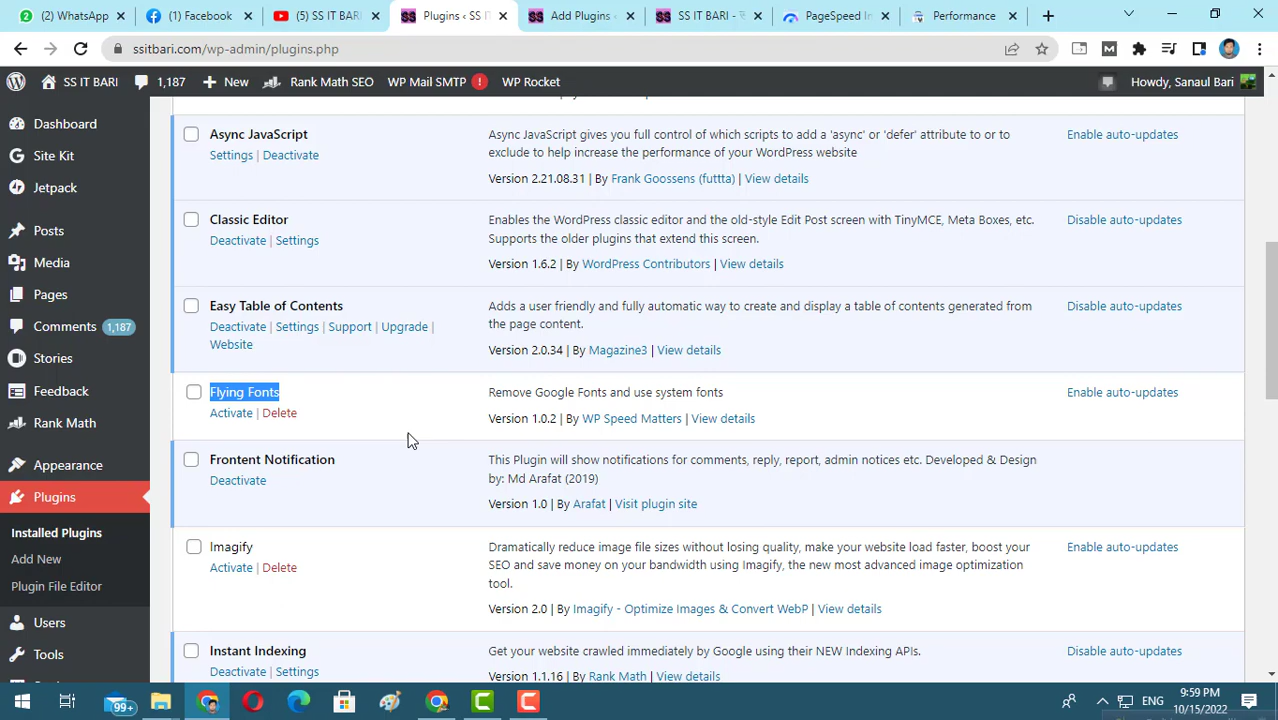 (2) WhatsApp
(1) Facebook
(5) SS IT BARI
Plugins ‹ SS I
Add Plugins ‹
SS IT BARI -
PageSpeed In
Performance
ssitbari.com/wp-admin/plugins.php
SS IT BARI
1,187
New
Rank Math SEO
WP Mail SMTP
!
WP Rocket
Howdy, Sanaul Bari
Dashboard
Site Kit
Jetpack
Posts
Media
Pages
Comments 1,187
Stories
Feedback
Rank Math
Appearance
Plugins
Installed Plugins
Add New
Plugin File Editor
Users
Tools
Async JavaScript
Settings | Deactivate
Async JavaScript gives you full control of which scripts to add a 'async' or 'defer' attribute to or to
exclude to help increase the performance of your WordPress website
Version 2.21.08.31 | By Frank Goossens (futtta) | View details
Enable auto-updates
Classic Editor
Deactivate | Settings
Enables the WordPress classic editor and the old-style Edit Post screen with TinyMCE, Meta Boxes, etc.
Supports the older plugins that extend this screen.
Version 1.6.2 | By WordPress Contributors | View details
Disable auto-updates
Easy Table of Contents
Deactivate | Settings | Support | Upgrade |
Website
Adds a user friendly and fully automatic way to create and display a table of contents generated from
the page content.
Version 2.0.34 | By Magazine3 | View details
Disable auto-updates
Flying Fonts
Activate | Delete
Remove Google Fonts and use system fonts
Version 1.0.2 | By WP Speed Matters | View details
Enable auto-updates
Frontent Notification
Deactivate
This Plugin will show notifications for comments, reply, report, admin notices etc. Developed & Design
by: Md Arafat (2019)
Version 1.0 | By Arafat | Visit plugin site
Imagify
Activate | Delete
Dramatically reduce image file sizes without losing quality, make your website load faster, boost your
SEO and save money on your bandwidth using Imagify, the new most advanced image optimization
tool.
Version 2.0 | By Imagify - Optimize Images & Convert WebP | View details
Enable auto-updates
Instant Indexing
Deactivate | Settings
Get your website crawled immediately by Google using their NEW Indexing APIs.
Version 1.1.16 | By Rank Math | View details
Disable auto-updates
99+
ENG
9:59 PM
10/15/2022